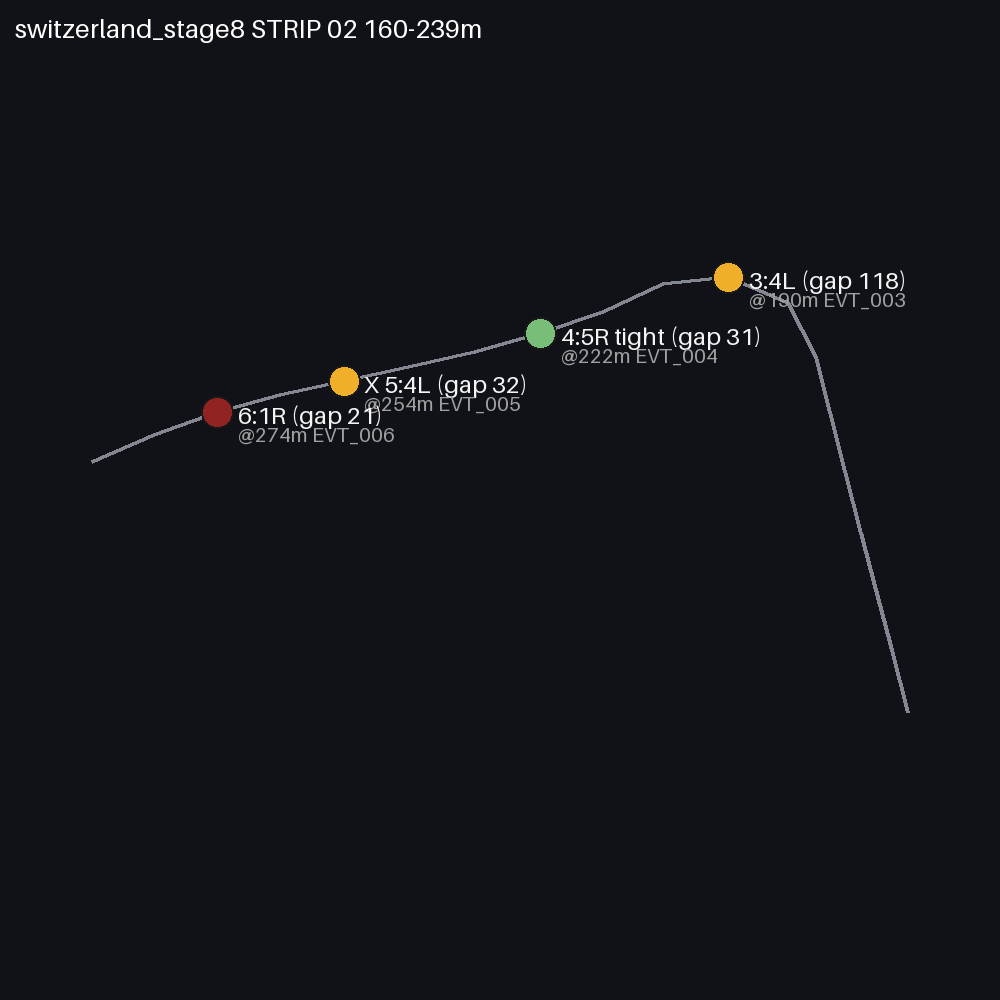 switzerland_stage8 STRIP 02 160-239m
3:4L (gap 118)
@190m EVT_003
4:5R tight (gap 31)
@222m EVT_004
X 5:4L (gap 32)
@254m EVT_005
6:1R (gap 21)
@274m EVT_006